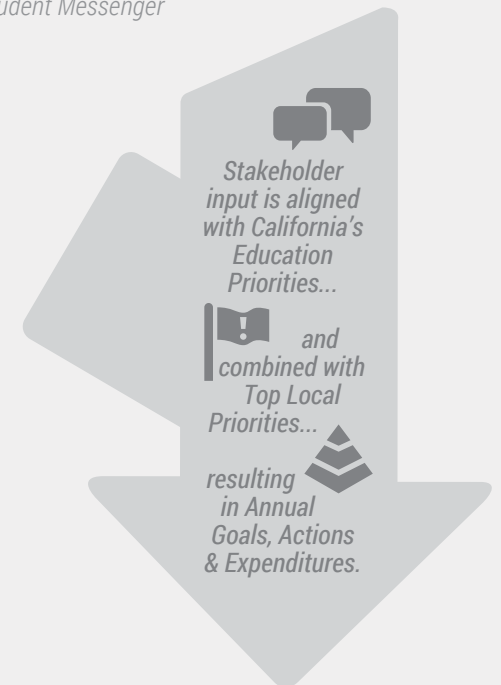 Student Messenger
Stakeholder
input is aligned
with California's
Education
Priorities...
!
and
combined with
Top Local
Priorities...
resulting
in Annual
Goals, Actions
& Expenditures.